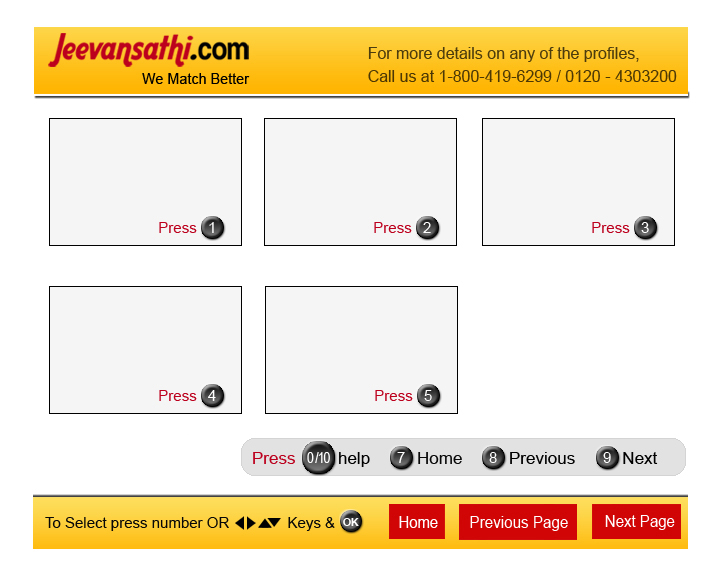 Jeevansathi.com
We Match Better
For more details on any of the profiles,
Call us at 1-800-419-6299 / 0120 - 4303200
Press 1
Press 2
Press 3
Press 4
Press 5
Press 0/10 help 7 Home 8 Previous 9 Next
To Select press number OR ◀▶▲▼ Keys & OK Home Previous Page Next Page